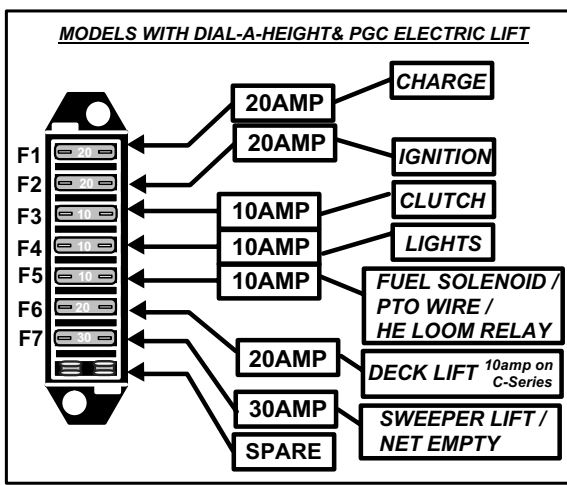 MODELS WITH DIAL-A-HEIGHT& PGC ELECTRIC LIFT
20AMP
CHARGE
20AMP
IGNITION
10AMP
CLUTCH
10AMP
LIGHTS
10AMP
FUEL SOLENOID /
PTO WIRE /
HE LOOM RELAY
20AMP
DECK LIFT 10amp on
C-Series
30AMP
SWEEPER LIFT /
NET EMPTY
SPARE
F1 20
F2 20
F3 10
F4 10
F5 10
F6 20
F7 30